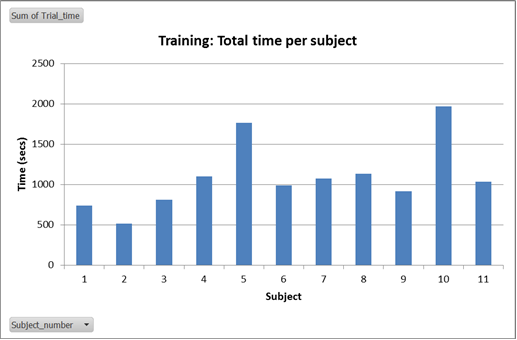 Sum of Trial_time
Training: Total time per subject
2500
2000
1500
1000
500
0
Time (secs)
1 2 3 4 5 6 7 8 9 10 11
Subject
Subject_number